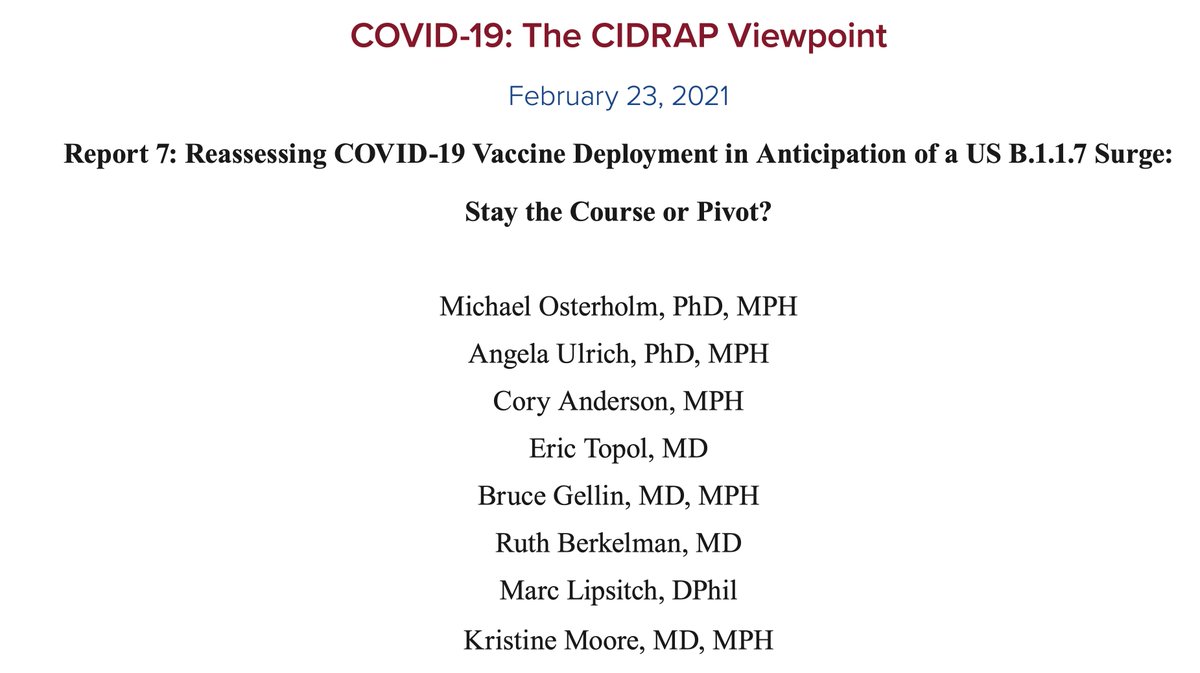 COVID-19: The CIDRAP Viewpoint
February 23, 2021
Report 7: Reassessing COVID-19 Vaccine Deployment in Anticipation of a US B.1.1.7 Surge:
Stay the Course or Pivot?
Michael Osterholm, PhD, MPH
Angela Ulrich, PhD, MPH
Cory Anderson, MPH
Eric Topol, MD
Bruce Gellin, MD, MPH
Ruth Berkelman, MD
Marc Lipsitch, DPhil
Kristine Moore, MD, MPH